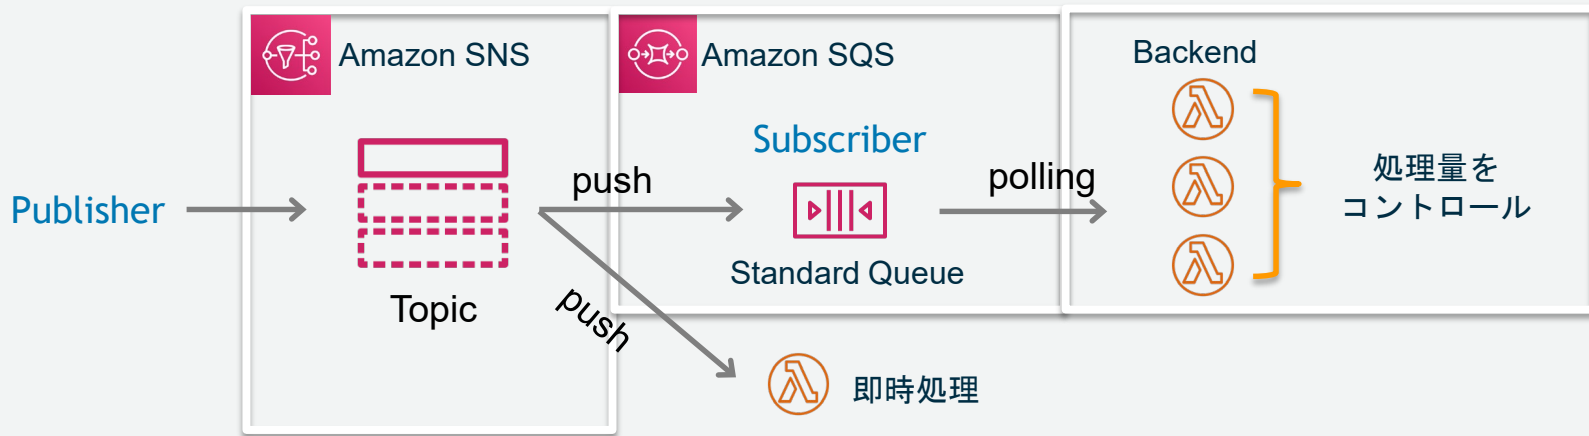 Amazon SNS
Amazon SQS
Backend
Publisher
Topic
push
push
Subscriber
Standard Queue
polling
処理量を
コントロール
即時処理